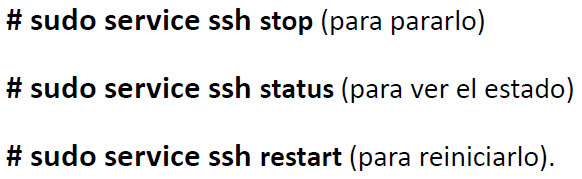 # sudo service ssh stop (para pararlo)
# sudo service ssh status (para ver el estado)
# sudo service ssh restart (para reiniciarlo).